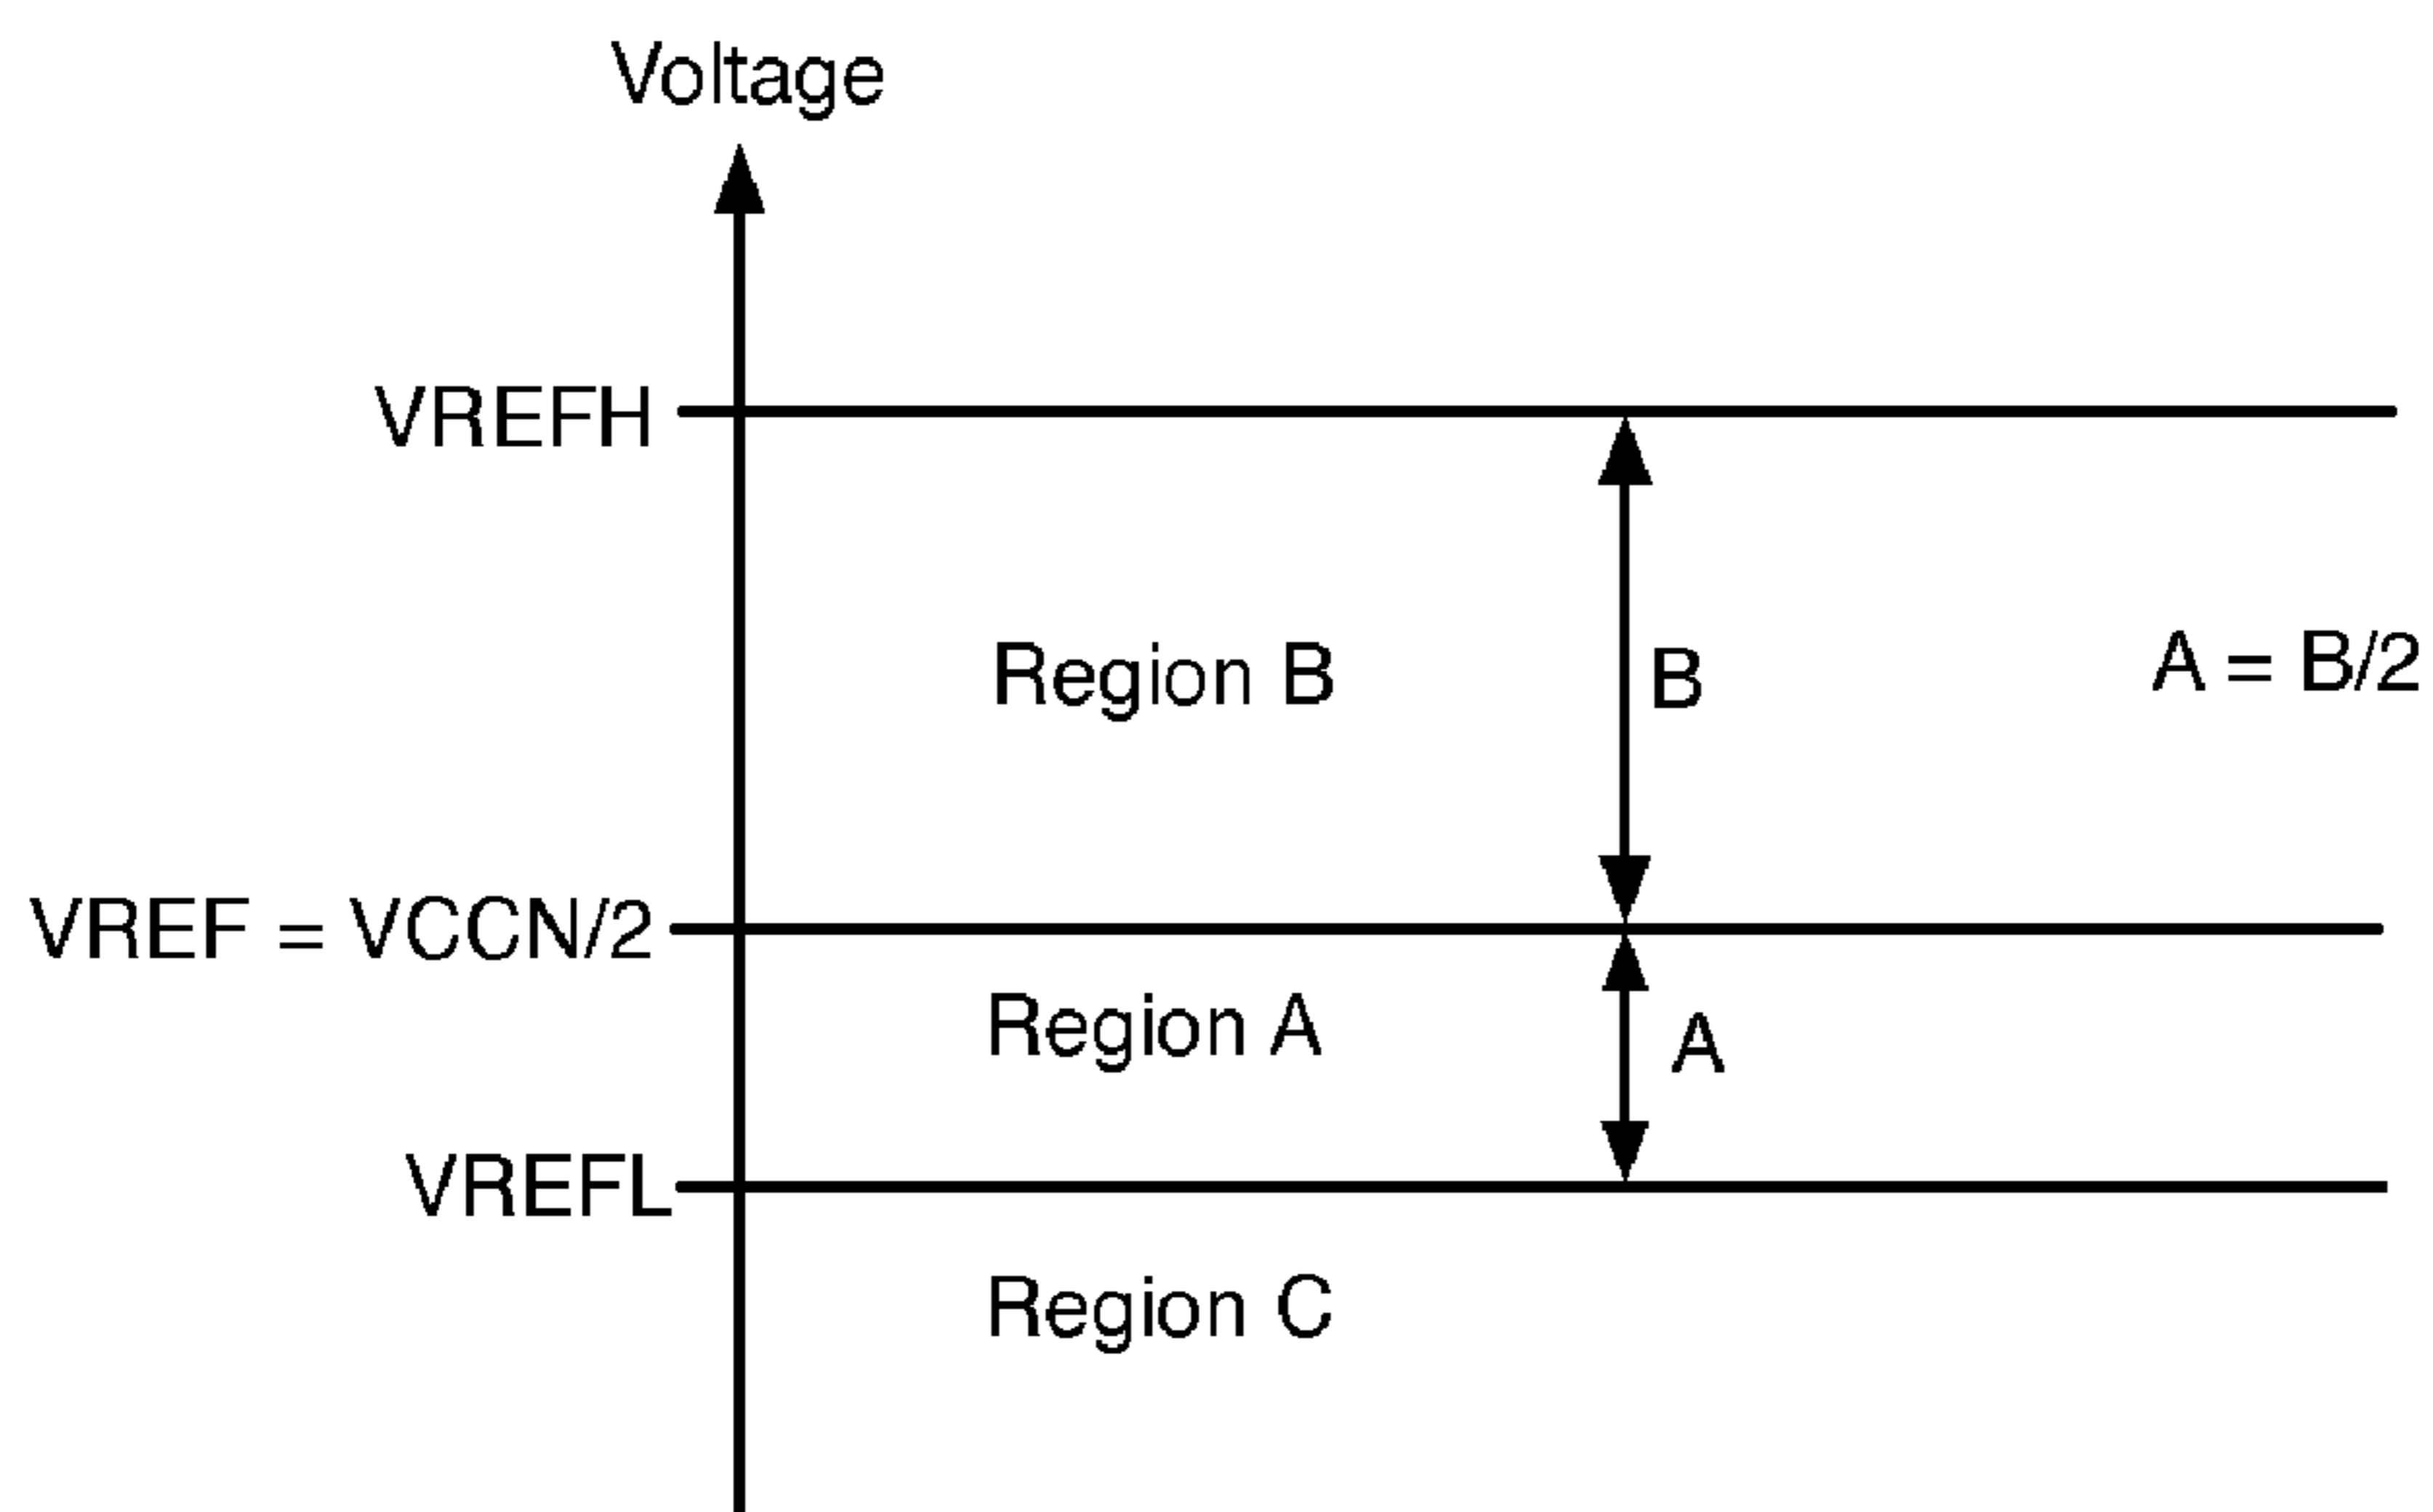 Voltage
VREFH
Region B
B
A = B/2
VREF = VCCN/2
Region A
A
VREFL
Region C